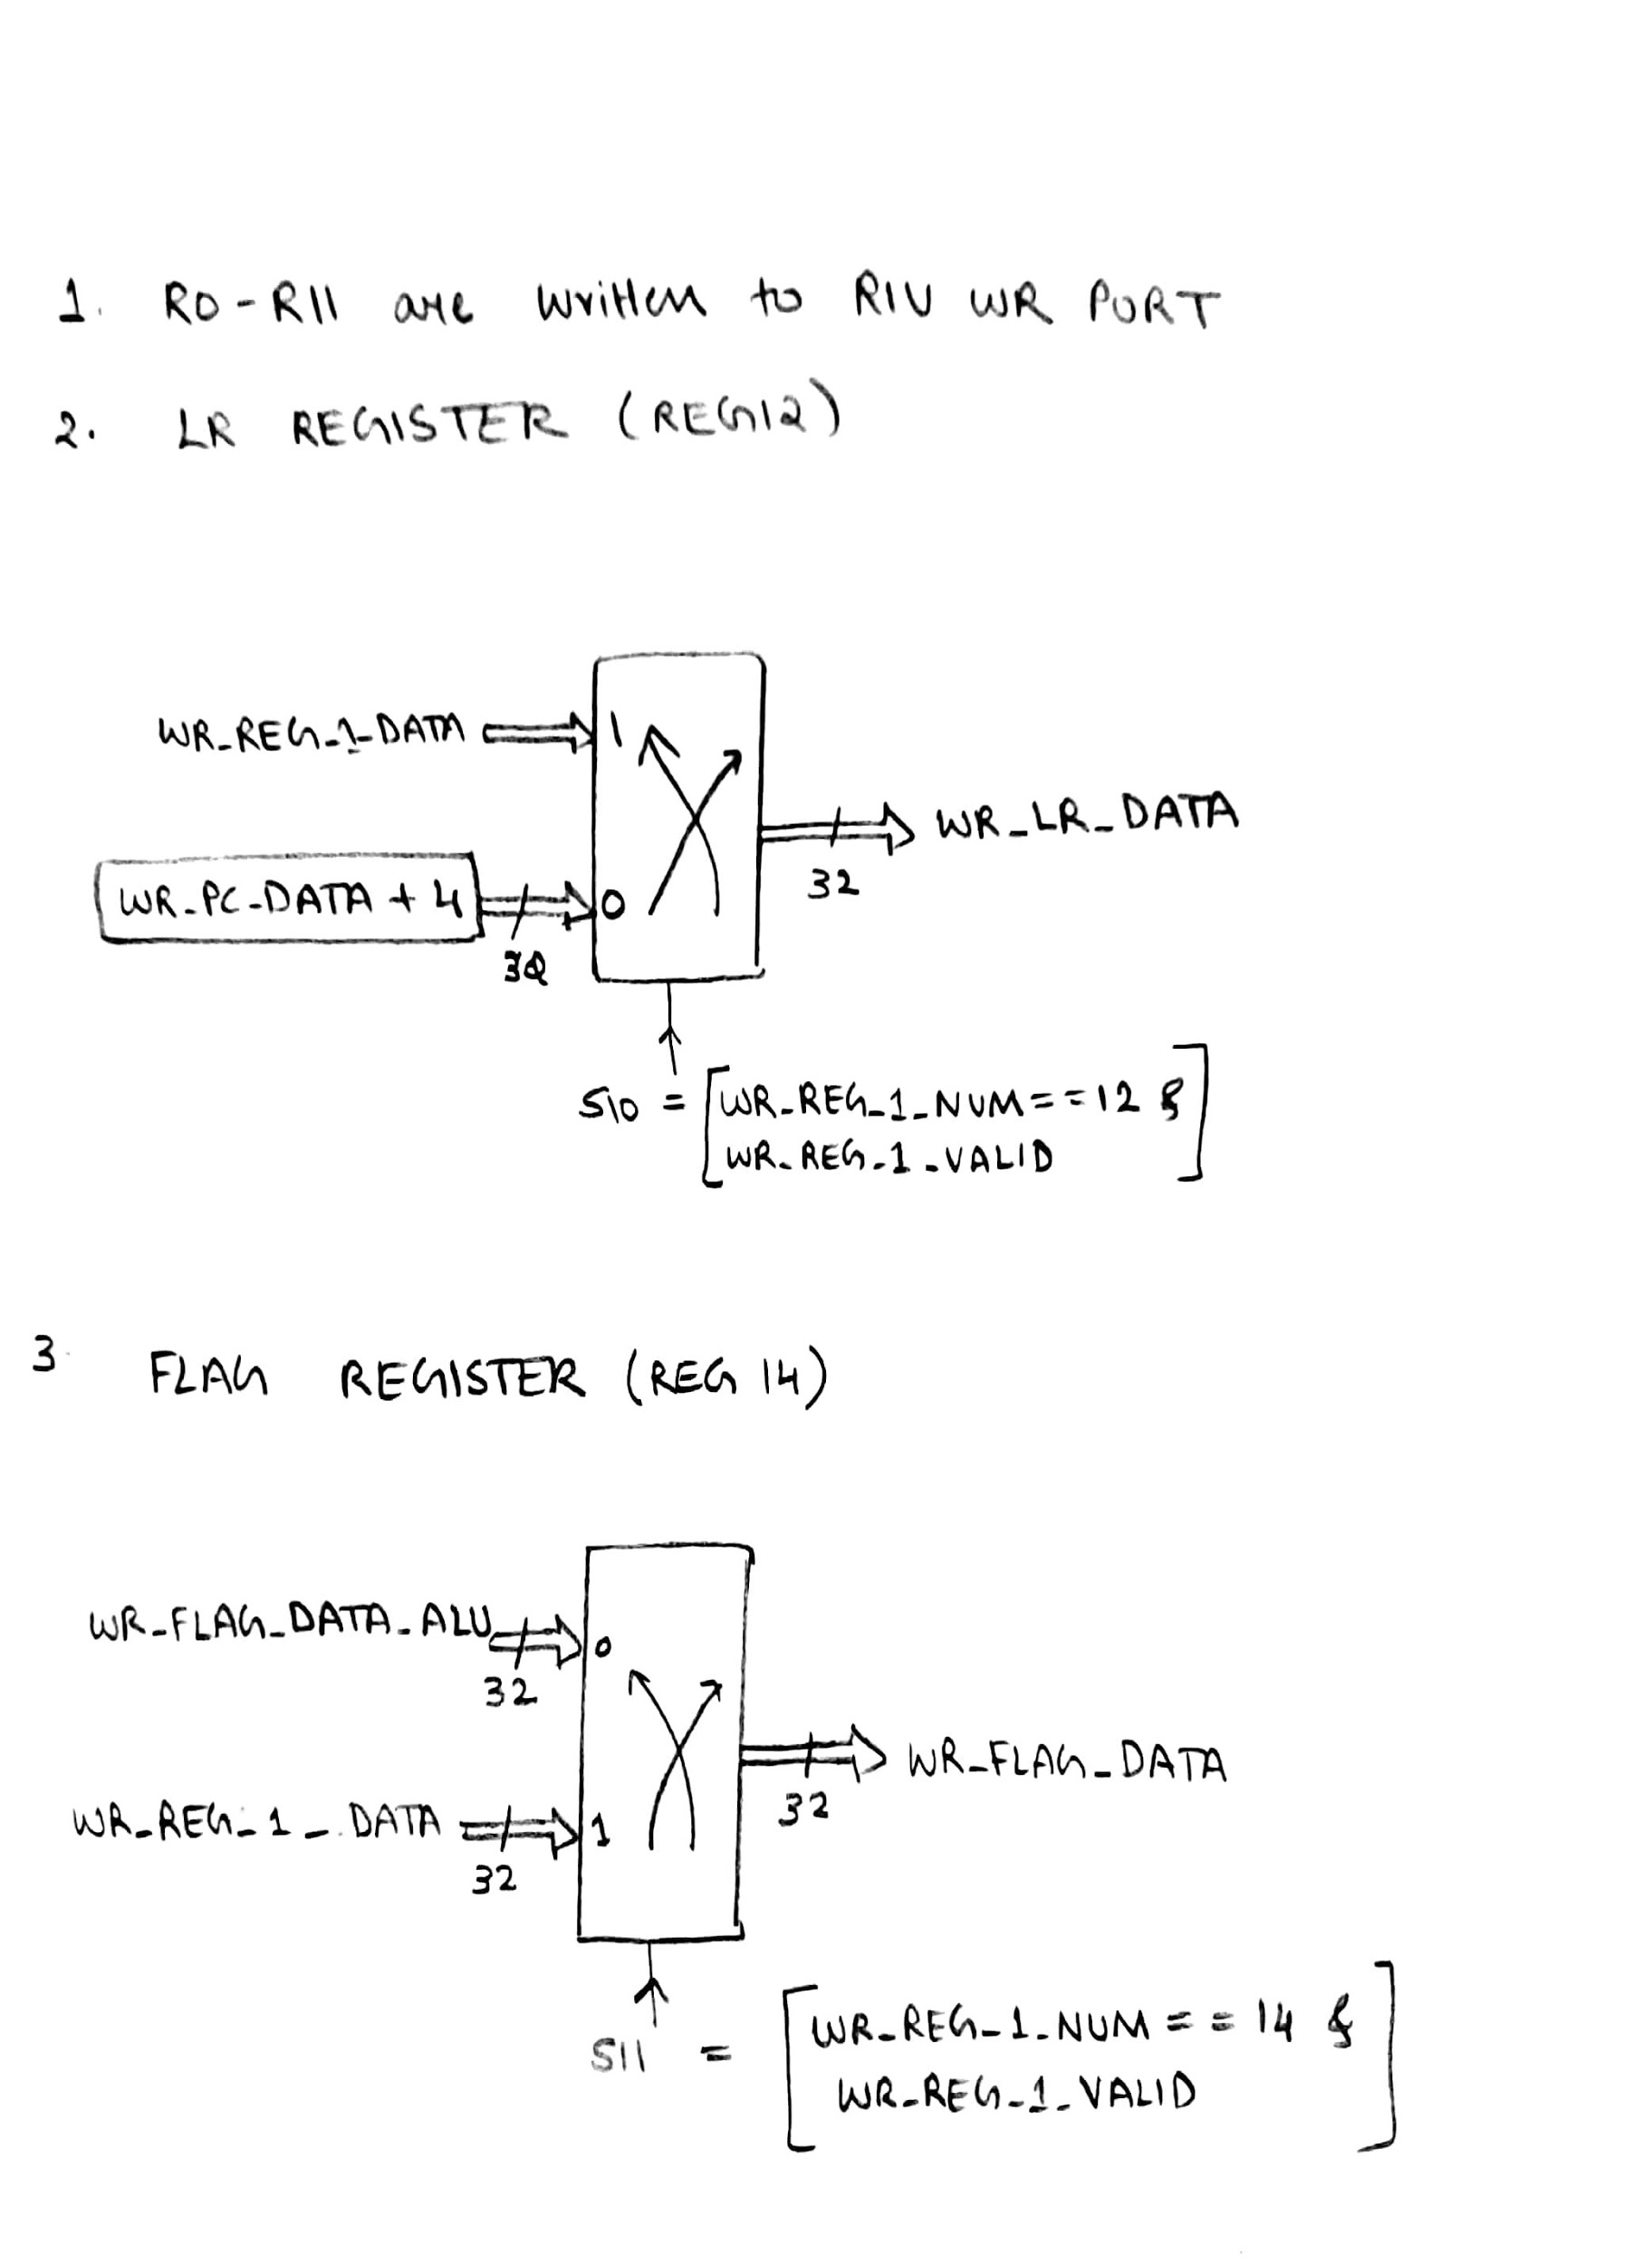 1. R0-R11 are written to RIU WR PORT
2. LR REGISTER (REG12)
WR_REG_1_DATA
1
WR_LR_DATA
32
WR_PC_DATA + 4
0
32
S10 = [WR_REG_1_NUM==12 &
WR_REG_1_VALID]
3. FLAG REGISTER (REG 14)
WR_FLAG_DATA_ALU
0
32
WR_FLAG_DATA
32
WR_REG_1_DATA
1
32
S11 = [WR_REG_1_NUM==14 &
WR_REG_1_VALID]